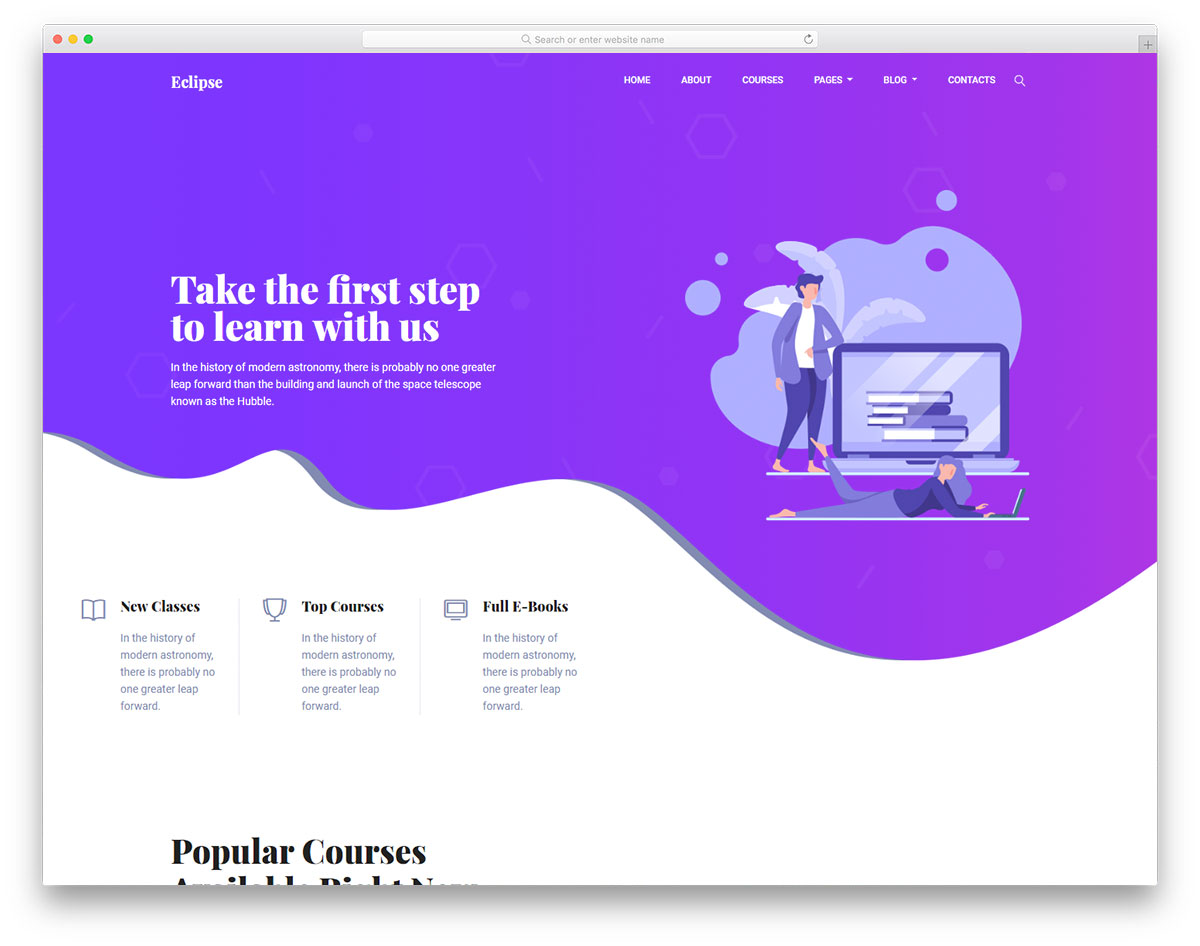 Search or enter website name
Eclipse
HOME ABOUT COURSES PAGES BLOG CONTACTS
Take the first step
to learn with us
In the history of modern astronomy, there is probably no one greater
leap forward than the building and launch of the space telescope
known as the Hubble.
New Classes
In the history of
modern astronomy,
there is probably no
one greater leap
forward.
Top Courses
In the history of
modern astronomy,
there is probably no
one greater leap
forward.
Full E-Books
In the history of
modern astronomy,
there is probably no
one greater leap
forward.
Popular Courses
Available Right Now